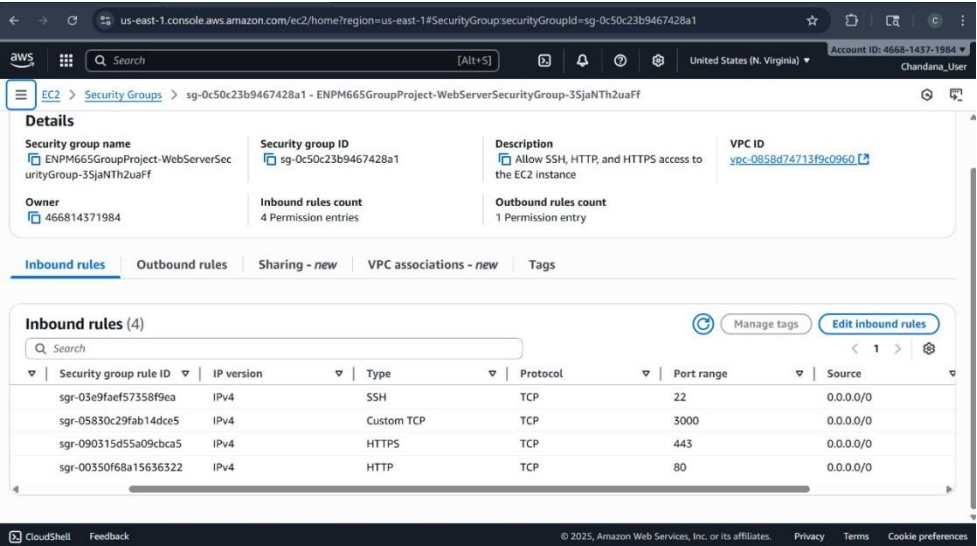 us-east-1.console.aws.amazon.com/ec2/home?region=us-east-1#SecurityGroup:securityGroupId=sg-0c50c23b9467428a1
C
aws
Search
[Alt+S]
United States (N. Virginia)
Account ID: 4668-1437-1984
Chandana_User
EC2 > Security Groups > sg-0c50c23b9467428a1 - ENPM665GroupProject-WebServerSecurityGroup-3SjaNTh2uaFf
Details
Security group name
ENPM665GroupProject-WebServerSec
urityGroup-3SjaNTh2uaFf
Security group ID
sg-0c50c23b9467428a1
Description
Allow SSH, HTTP, and HTTPS access to
the EC2 instance
VPC ID
vpc-0858d74713f9c0960
Owner
466814371984
Inbound rules count
4 Permission entries
Outbound rules count
1 Permission entry
Inbound rules Outbound rules Sharing - new VPC associations - new Tags
Inbound rules (4)
Manage tags
Edit inbound rules
Search
1
Security group rule ID IP version Type Protocol Port range Source
sgr-03e9faef57358f9ea IPv4 SSH TCP 22 0.0.0.0/0
sgr-05830c29fab14dce5 IPv4 Custom TCP TCP 3000 0.0.0.0/0
sgr-090315d55a09cbca5 IPv4 HTTPS TCP 443 0.0.0.0/0
sgr-00350f68a15636322 IPv4 HTTP TCP 80 0.0.0.0/0
CloudShell Feedback © 2025, Amazon Web Services, Inc. or its affiliates. Privacy Terms Cookie preferences